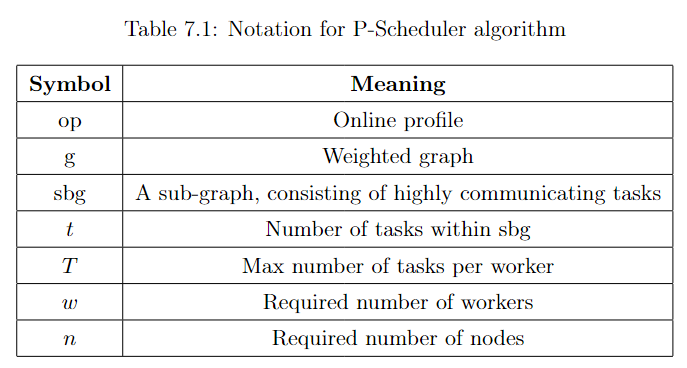 Table 7.1: Notation for P-Scheduler algorithm
Symbol Meaning
op Online profile
g Weighted graph
sbg A sub-graph, consisting of highly communicating tasks
t Number of tasks within sbg
T Max number of tasks per worker
w Required number of workers
n Required number of nodes